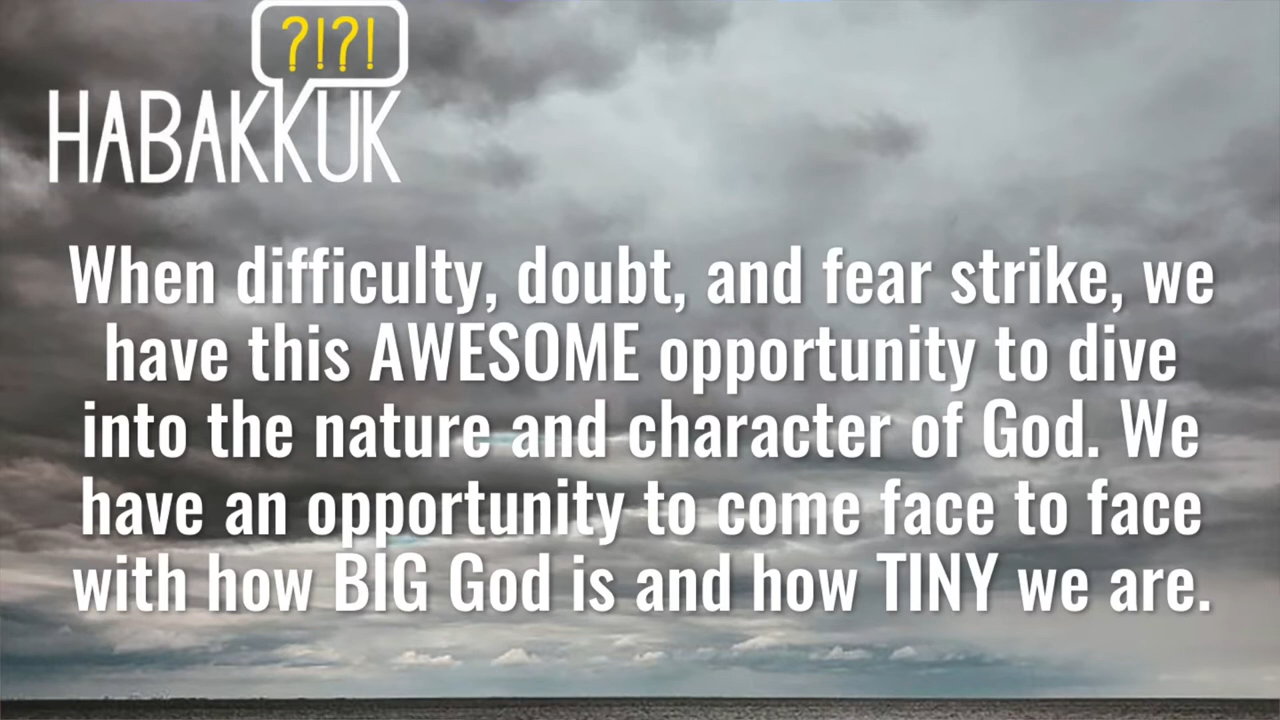 ?!?!
HABAKKUK
When difficulty, doubt, and fear strike, we
have this AWESOME opportunity to dive
into the nature and character of God. We
have an opportunity to come face to face
with how BIG God is and how TINY we are.